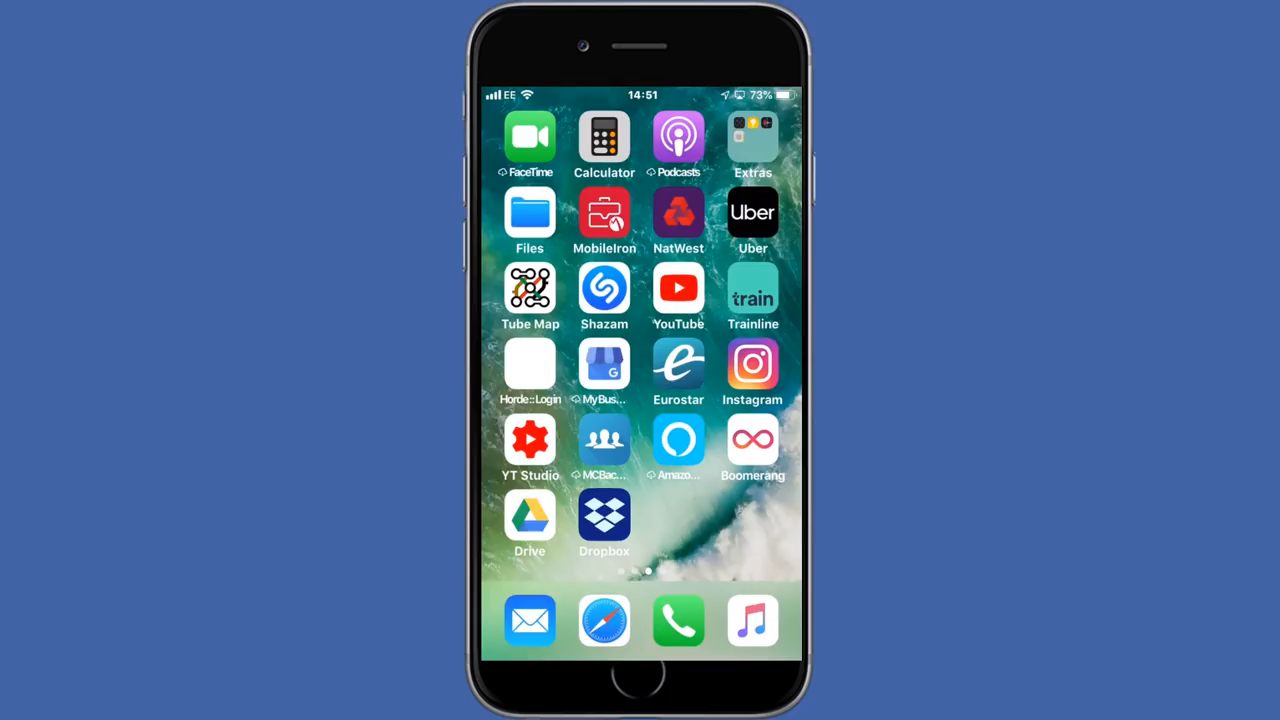 EE 14:51 73%
FaceTime Calculator Podcasts Extras
Uber
Files MobileIron NatWest Uber
train
Tube Map Shazam YouTube Trainline
G
e
Horde::Login MyBus... Eurostar Instagram
YT Studio MCBac... Amazo... Boomerang
Drive Dropbox